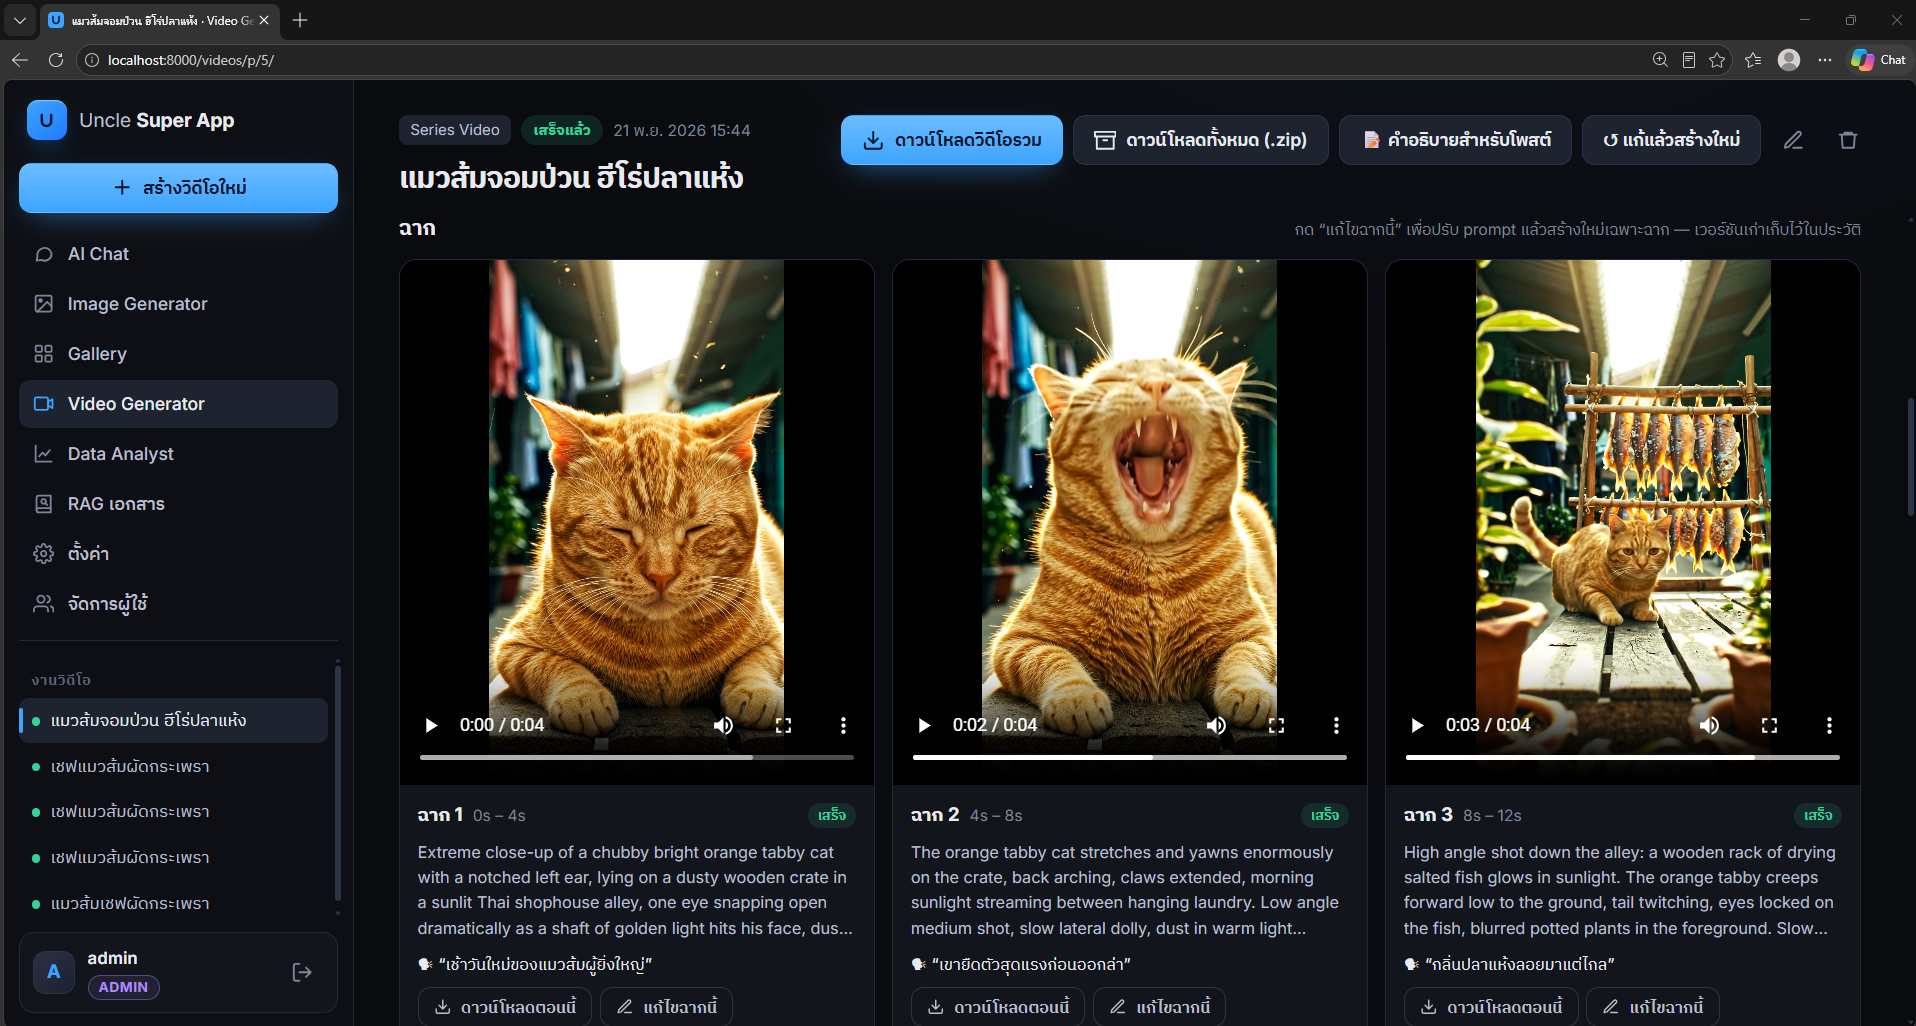 แมวส้มจอมป่วน ฮีโร่ปลาแห้ง · Video Ge
localhost:8000/videos/p/5/
Chat
U
Uncle Super App
สร้างวิดีโอใหม่
AI Chat
Image Generator
Gallery
Video Generator
Data Analyst
RAG เอกสาร
ตั้งค่า
จัดการผู้ใช้
งานวิดีโอ
แมวส้มจอมป่วน ฮีโร่ปลาแห้ง
เชฟแมวส้มผัดกระเพรา
เชฟแมวส้มผัดกระเพรา
เชฟแมวส้มผัดกระเพรา
แมวส้มเชฟผัดกระเพรา
A
admin
ADMIN
Series Video
เสร็จแล้ว
21 พ.ย. 2026 15:44
ดาวน์โหลดวิดีโอรวม
ดาวน์โหลดทั้งหมด (.zip)
คำอธิบายสำหรับโพสต์
↺ แก้แล้วสร้างใหม่
แมวส้มจอมป่วน ฮีโร่ปลาแห้ง
ฉาก
กด “แก้ไขฉากนี้” เพื่อปรับ prompt แล้วสร้างใหม่เฉพาะฉาก — เวอร์ชันเก่าเก็บไว้ในประวัติ
0:00 / 0:04
ฉาก 1 0s – 4s
เสร็จ
Extreme close-up of a chubby bright orange tabby cat
with a notched left ear, lying on a dusty wooden crate in
a sunlit Thai shophouse alley, one eye snapping open
dramatically as a shaft of golden light hits his face, dus...
“เช้าวันใหม่ของแมวส้มผู้ยิ่งใหญ่”
ดาวน์โหลดตอนนี้
แก้ไขฉากนี้
0:02 / 0:04
ฉาก 2 4s – 8s
เสร็จ
The orange tabby cat stretches and yawns enormously
on the crate, back arching, claws extended, morning
sunlight streaming between hanging laundry. Low angle
medium shot, slow lateral dolly, dust in warm light...
“เขายืดตัวสุดแรงก่อนออกล่า”
ดาวน์โหลดตอนนี้
แก้ไขฉากนี้
0:03 / 0:04
ฉาก 3 8s – 12s
เสร็จ
High angle shot down the alley: a wooden rack of drying
salted fish glows in sunlight. The orange tabby creeps
forward low to the ground, tail twitching, eyes locked on
the fish, blurred potted plants in the foreground. Slow...
“กลิ่นปลาแห้งลอยมาแต่ไกล”
ดาวน์โหลดตอนนี้
แก้ไขฉากนี้